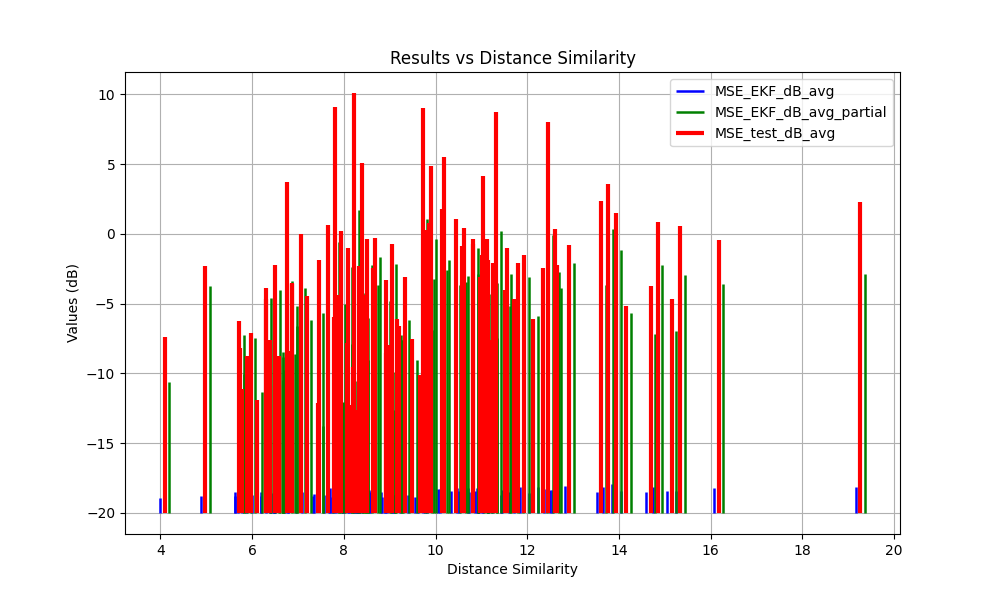 Results vs Distance Similarity
MSE_EKF_dB_avg
MSE_EKF_dB_avg_partial
MSE_test_dB_avg
Values (dB)
10
5
0
−5
−10
−15
−20
4 6 8 10 12 14 16 18 20
Distance Similarity